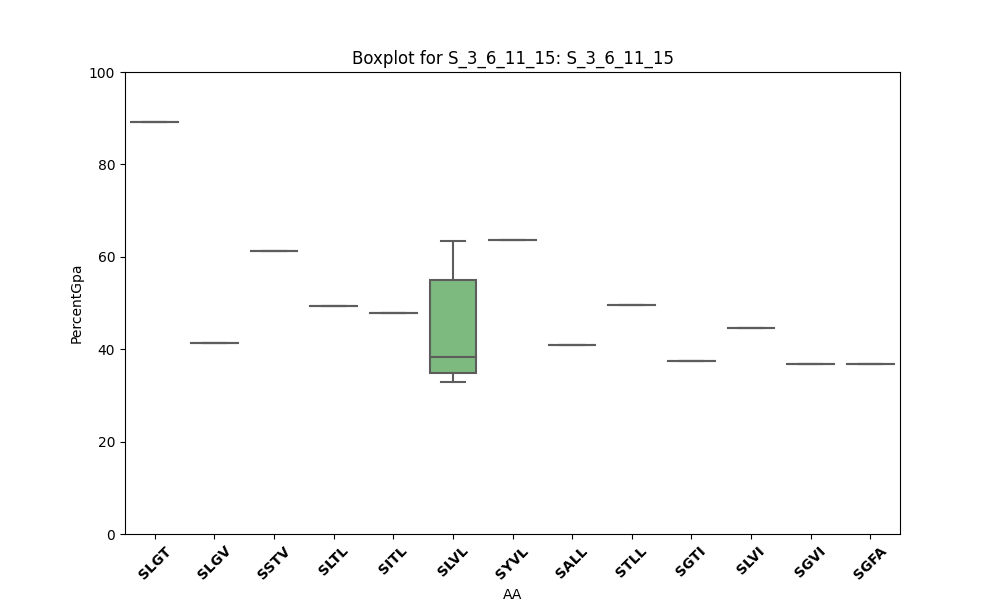 Boxplot for S_3_6_11_15: S_3_6_11_15
100
80
60
40
20
0
PercentGpa
SLGT
SLGV
SSTV
SLTL
SITL
SLVL
SYVL
SALL
STLL
SGTI
SLVI
SGVI
SGFA
AA